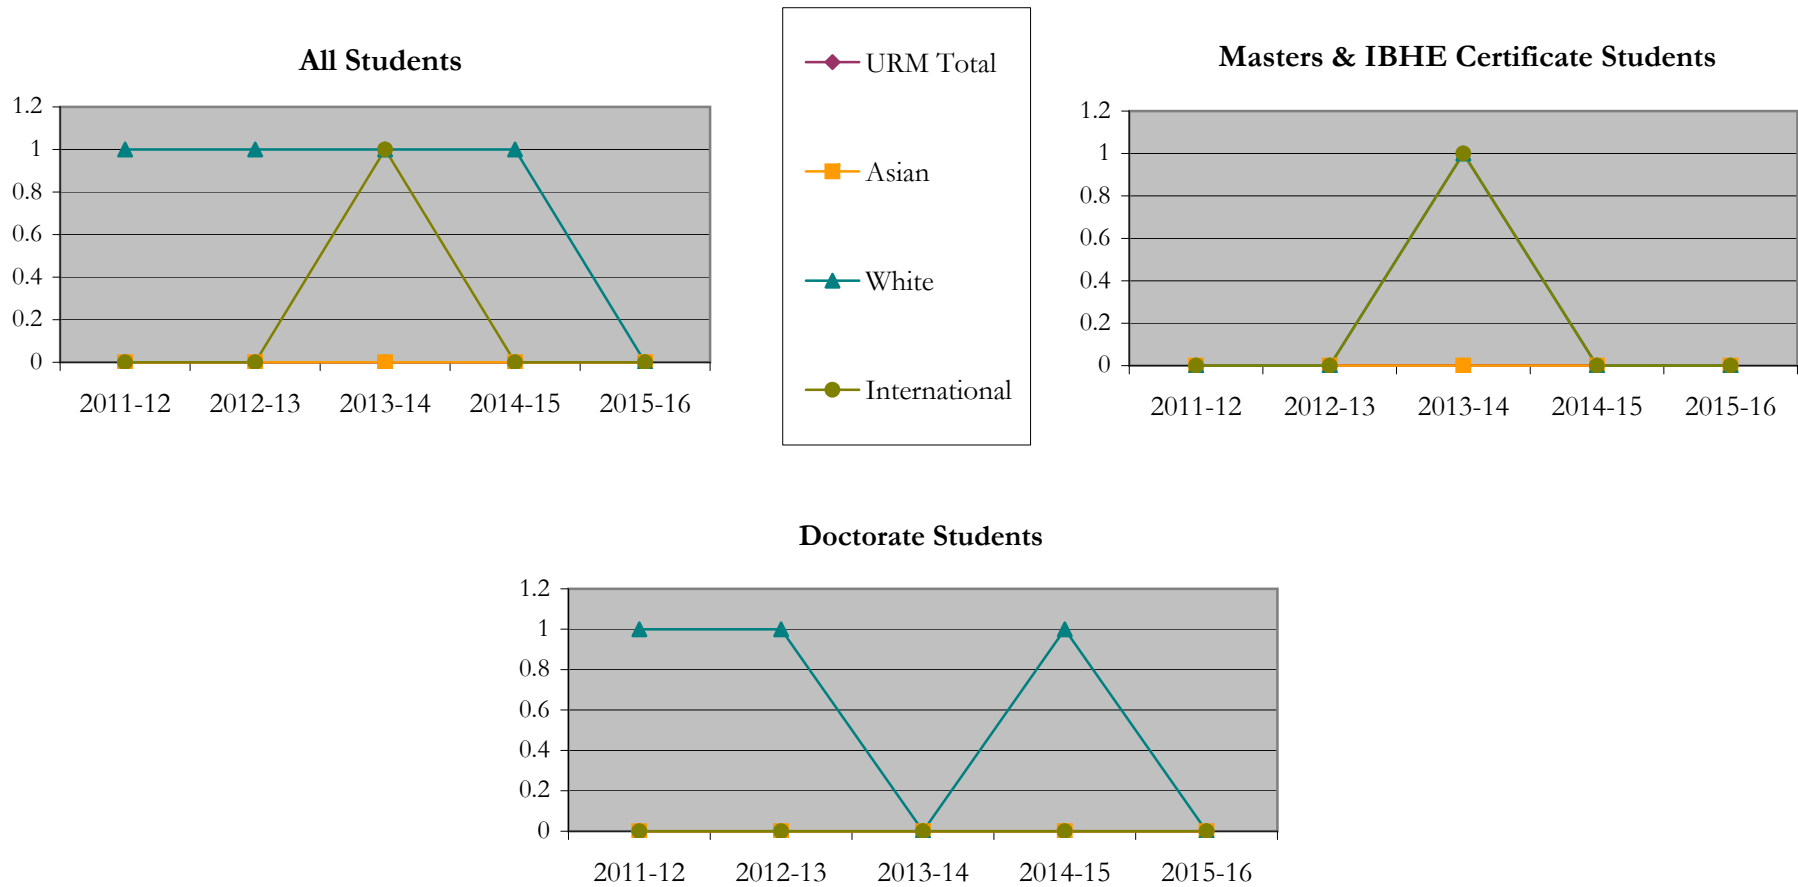 All Students
1.2
1
0.8
0.6
0.4
0.2
0
2011-12 2012-13 2013-14 2014-15 2015-16
URM Total
Asian
White
International
Masters & IBHE Certificate Students
1.2
1
0.8
0.6
0.4
0.2
0
2011-12 2012-13 2013-14 2014-15 2015-16
Doctorate Students
1.2
1
0.8
0.6
0.4
0.2
0
2011-12 2012-13 2013-14 2014-15 2015-16